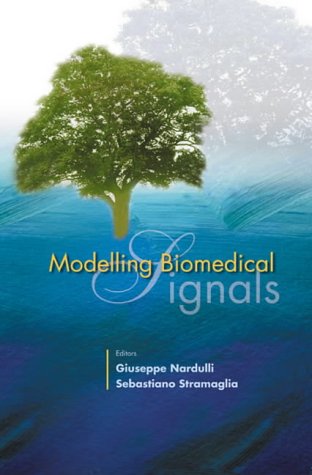 Modelling Biomedical
Signals
Editors
Giuseppe Nardulli
Sebastiano Stramaglia